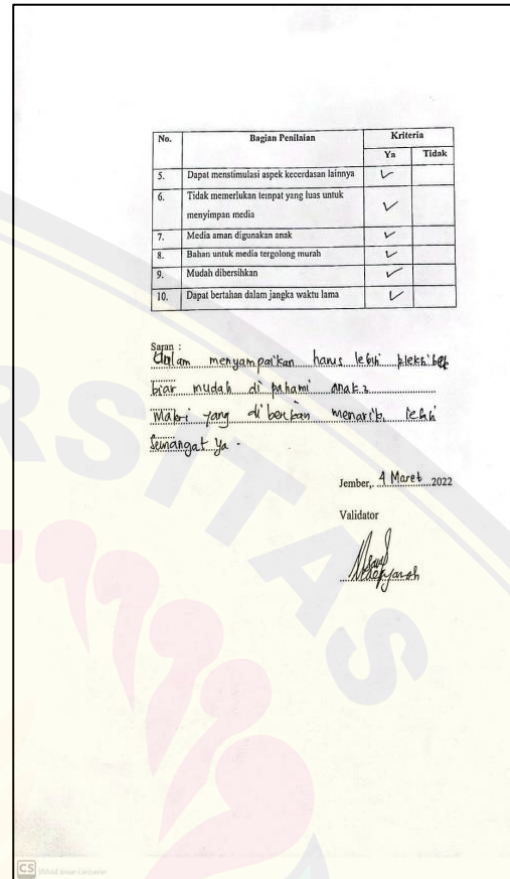 No. Bagian Penilaian Kriteria
Ya Tidak
5. Dapat menstimulasi aspek kecerdasan lainnya ✓
6. Tidak memerlukan tempat yang luas untuk
menyimpan media ✓
7. Media aman digunakan anak ✓
8. Bahan untuk media tergolong murah ✓
9. Mudah dibersihkan ✓
10. Dapat bertahan dalam jangka waktu lama ✓
Saran :
dalam menyampaikan harus lebih
biar mudah di pahami anak2
Matri yang di berikan menarik, lebih
Semangat ya -
Jember, 4 Maret 2022
Validator
RSITAS
CS